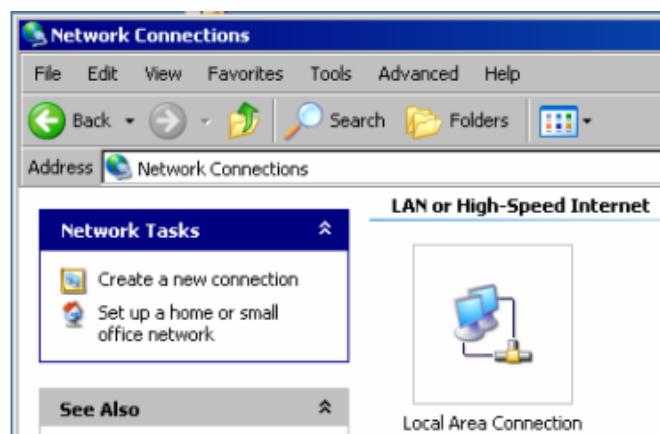 Network Connections
File Edit View Favorites Tools Advanced Help
Back Search Folders
Address Network Connections
LAN or High-Speed Internet
Network Tasks
Create a new connection
Set up a home or small
office network
See Also
Local Area Connection